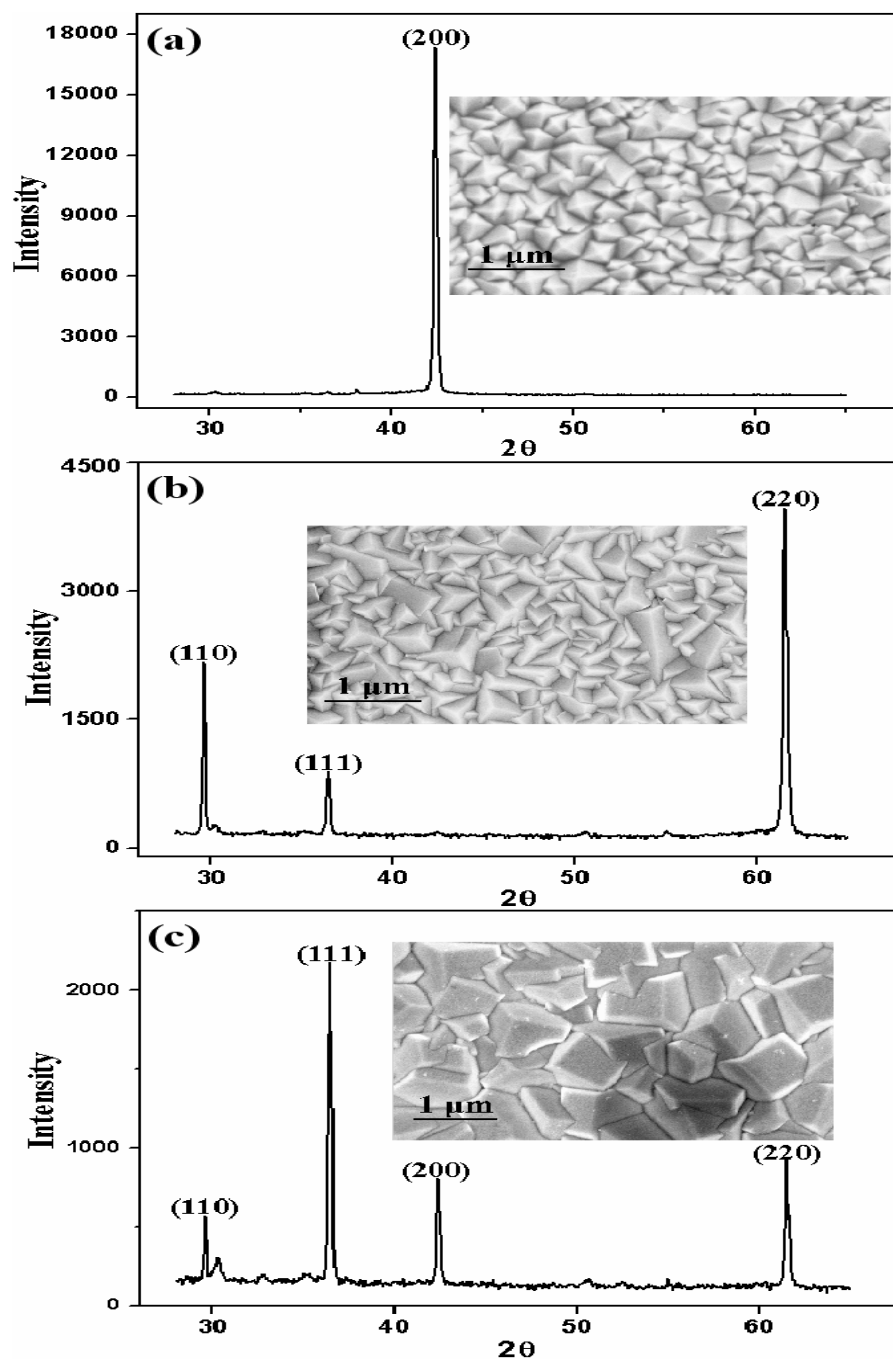 (a)
(200)
18000
15000
12000
9000
6000
3000
0
Intensity
1 μm
30 40 50 60
2θ
(b)
(220)
4500
3000
1500
0
Intensity
(110)
(111)
1 μm
30 40 50 60
2θ
(c)
(111)
2000
1000
0
Intensity
(110)
(200)
(220)
1 μm
30 40 50 60
2θ